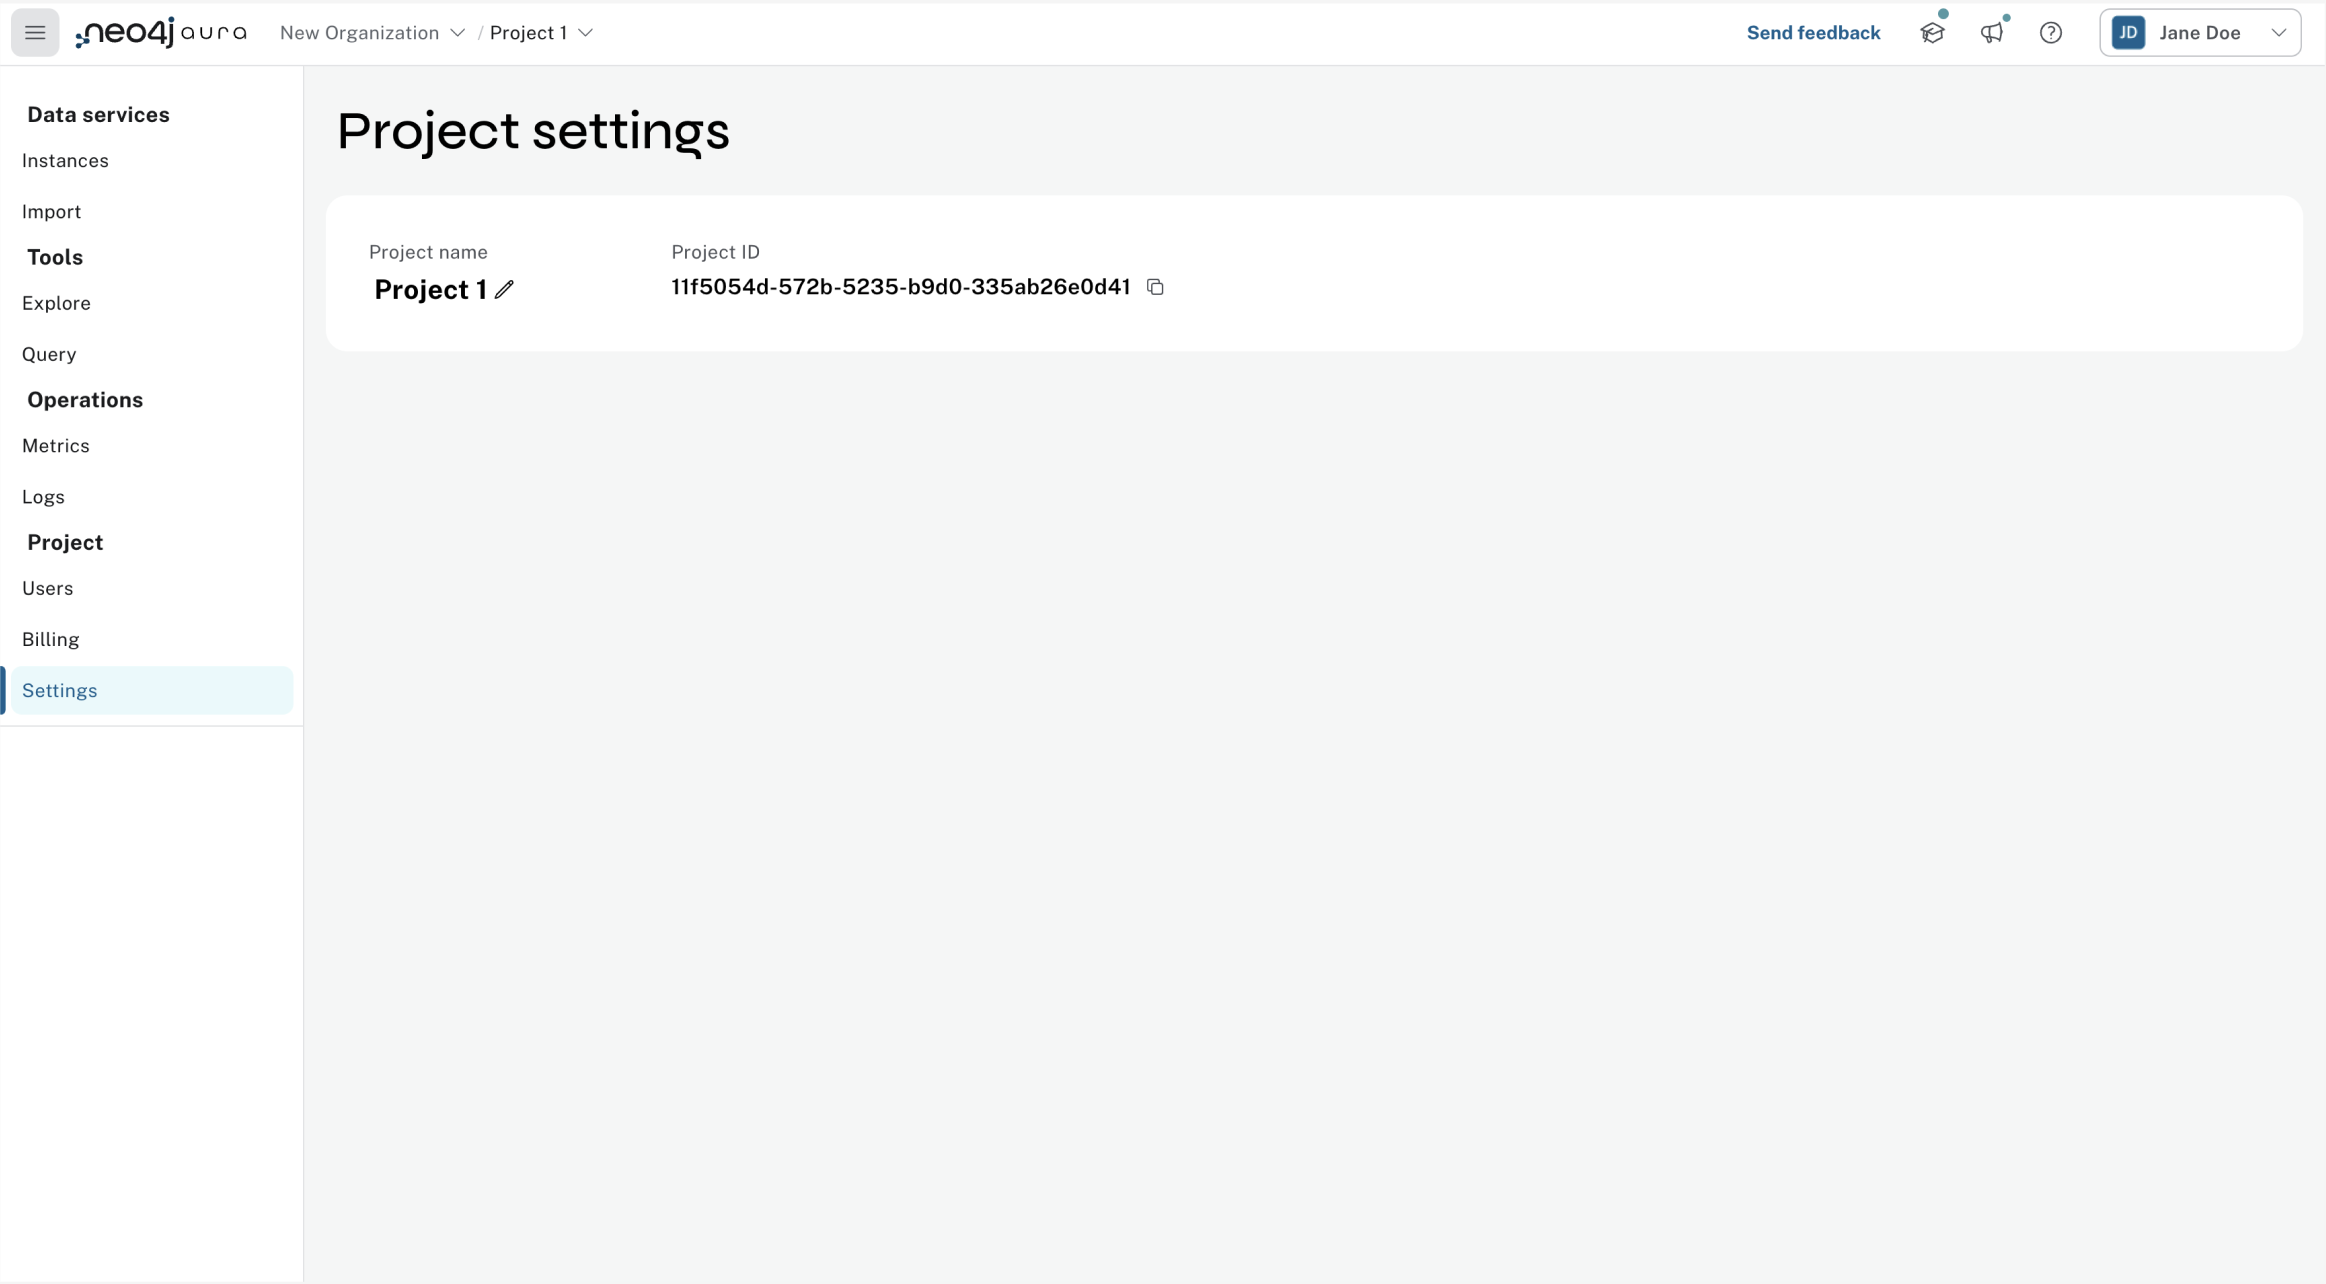 neo4j aura New Organization / Project 1 Send feedback JD Jane Doe
Data services
Instances
Import
Tools
Explore
Query
Operations
Metrics
Logs
Project
Users
Billing
Settings
Project settings
Project name Project ID
Project 1 11f5054d-572b-5235-b9d0-335ab26e0d41